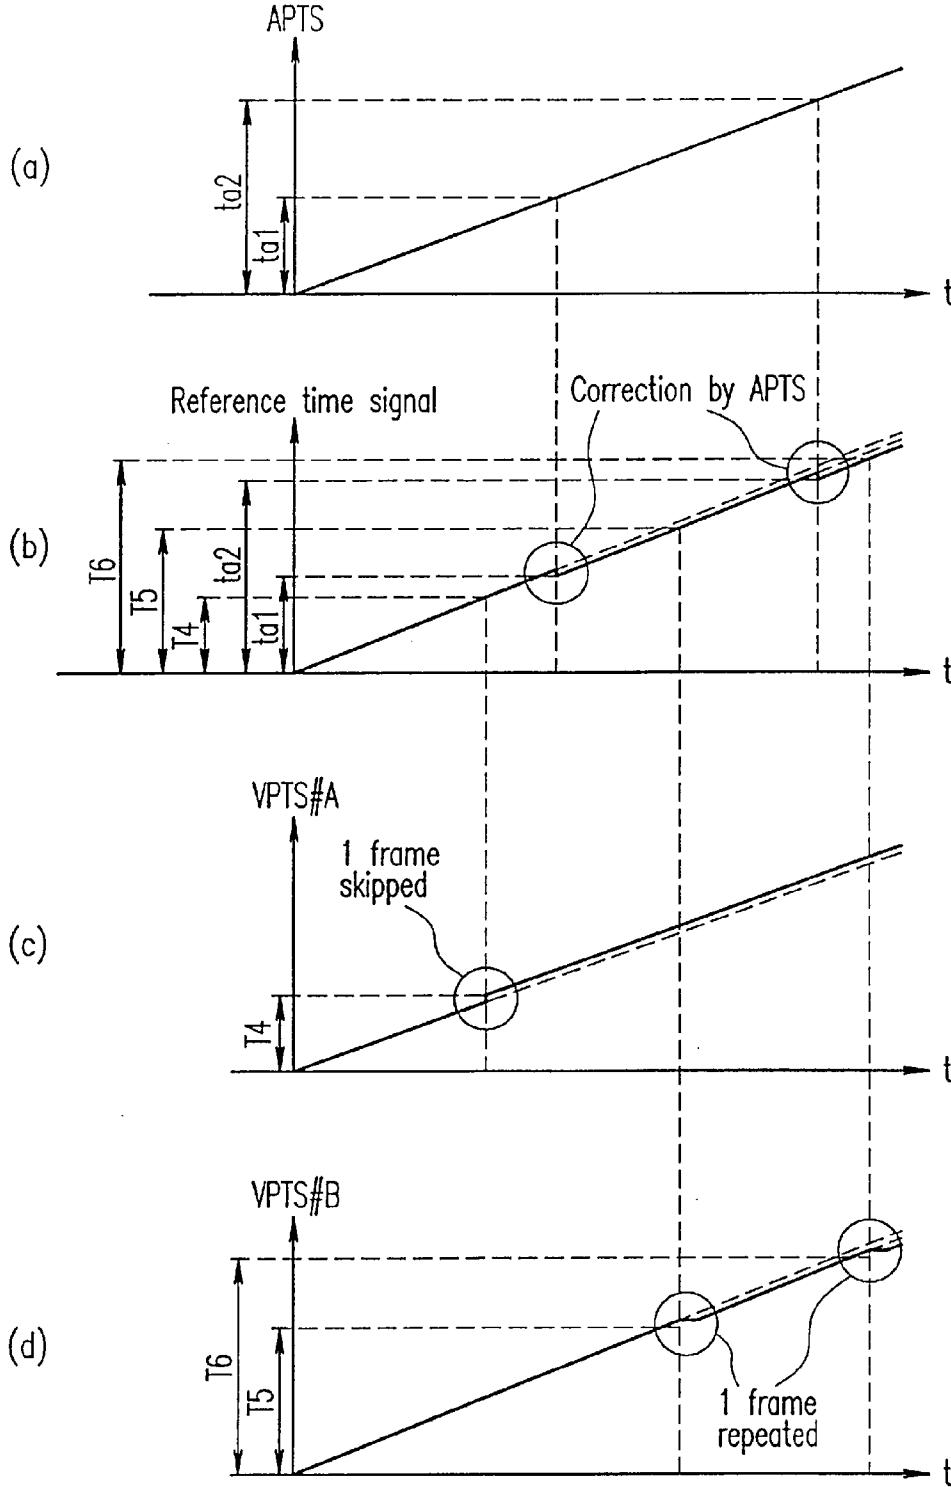 APTS
(a)
ta2
ta1
t
Correction by APTS
Reference time signal
(b)
T6
T5
T4
ta2
ta1
t
VPTS#A
1 frame
skipped
(c)
T4
t
VPTS#B
(d)
T6
T5
1 frame
repeated
t